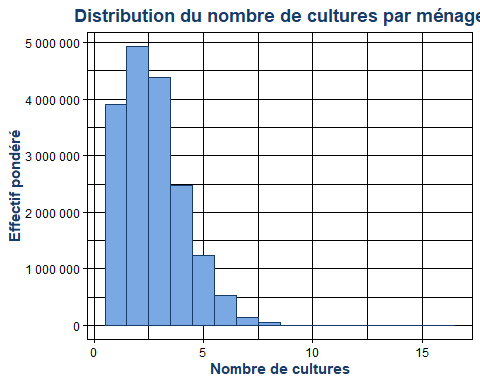 Distribution du nombre de cultures par ménage
5 000 000
4 000 000
3 000 000
2 000 000
1 000 000
0
Effectif pondéré
0 5 10 15
Nombre de cultures